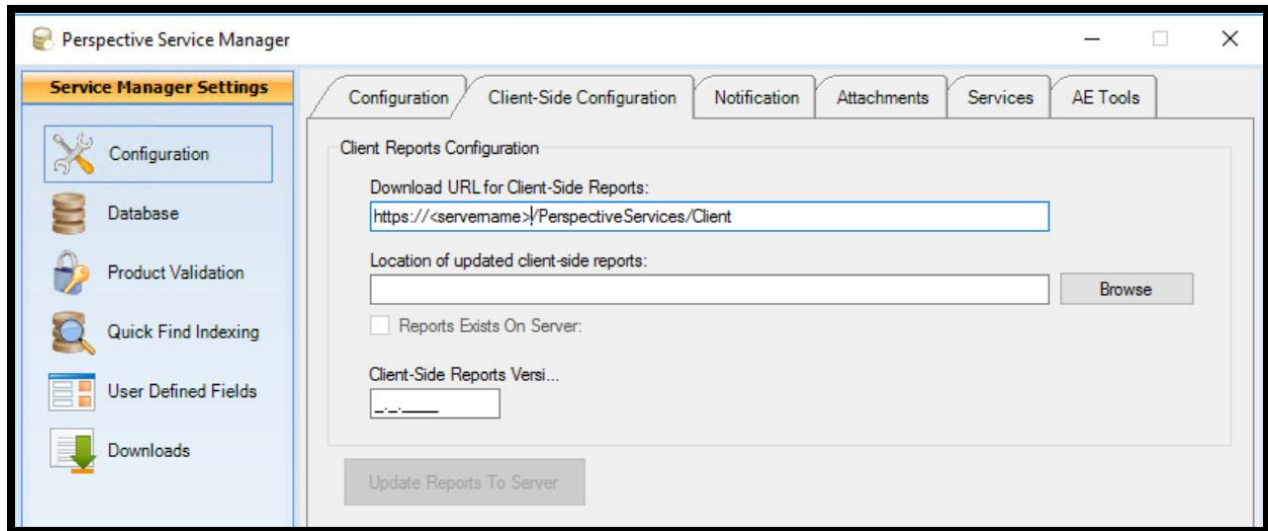 Perspective Service Manager
Service Manager Settings
Configuration
Database
Product Validation
Quick Find Indexing
User Defined Fields
Downloads
Configuration Client-Side Configuration Notification Attachments Services AE Tools
Client Reports Configuration
Download URL for Client-Side Reports:
https://<servername>/PerspectiveServices/Client
Location of updated client-side reports:
Browse
Reports Exists On Server:
Client-Side Reports Versi...
_._.____
Update Reports To Server